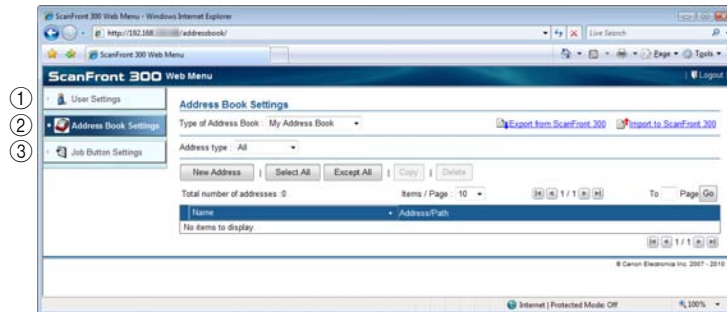 ScanFront 300 Web Menu - Windows Internet Explorer
http://192.168. /addressbook/
Live Search
ScanFront 300 Web Menu
Page Tools
ScanFront 300 Web Menu
Logout
① User Settings
② Address Book Settings
③ Job Button Settings
Address Book Settings
Type of Address Book : My Address Book
Export from ScanFront 300 Import to ScanFront 300
Address type : All
New Address | Select All Except All | Copy | Delete
Total number of addresses :0 Items / Page : 10 1 / 1 To Page Go
Name Address/Path
No items to display.
1 / 1
© Canon Electronics Inc. 2007 - 2010
Internet | Protected Mode: Off 100%